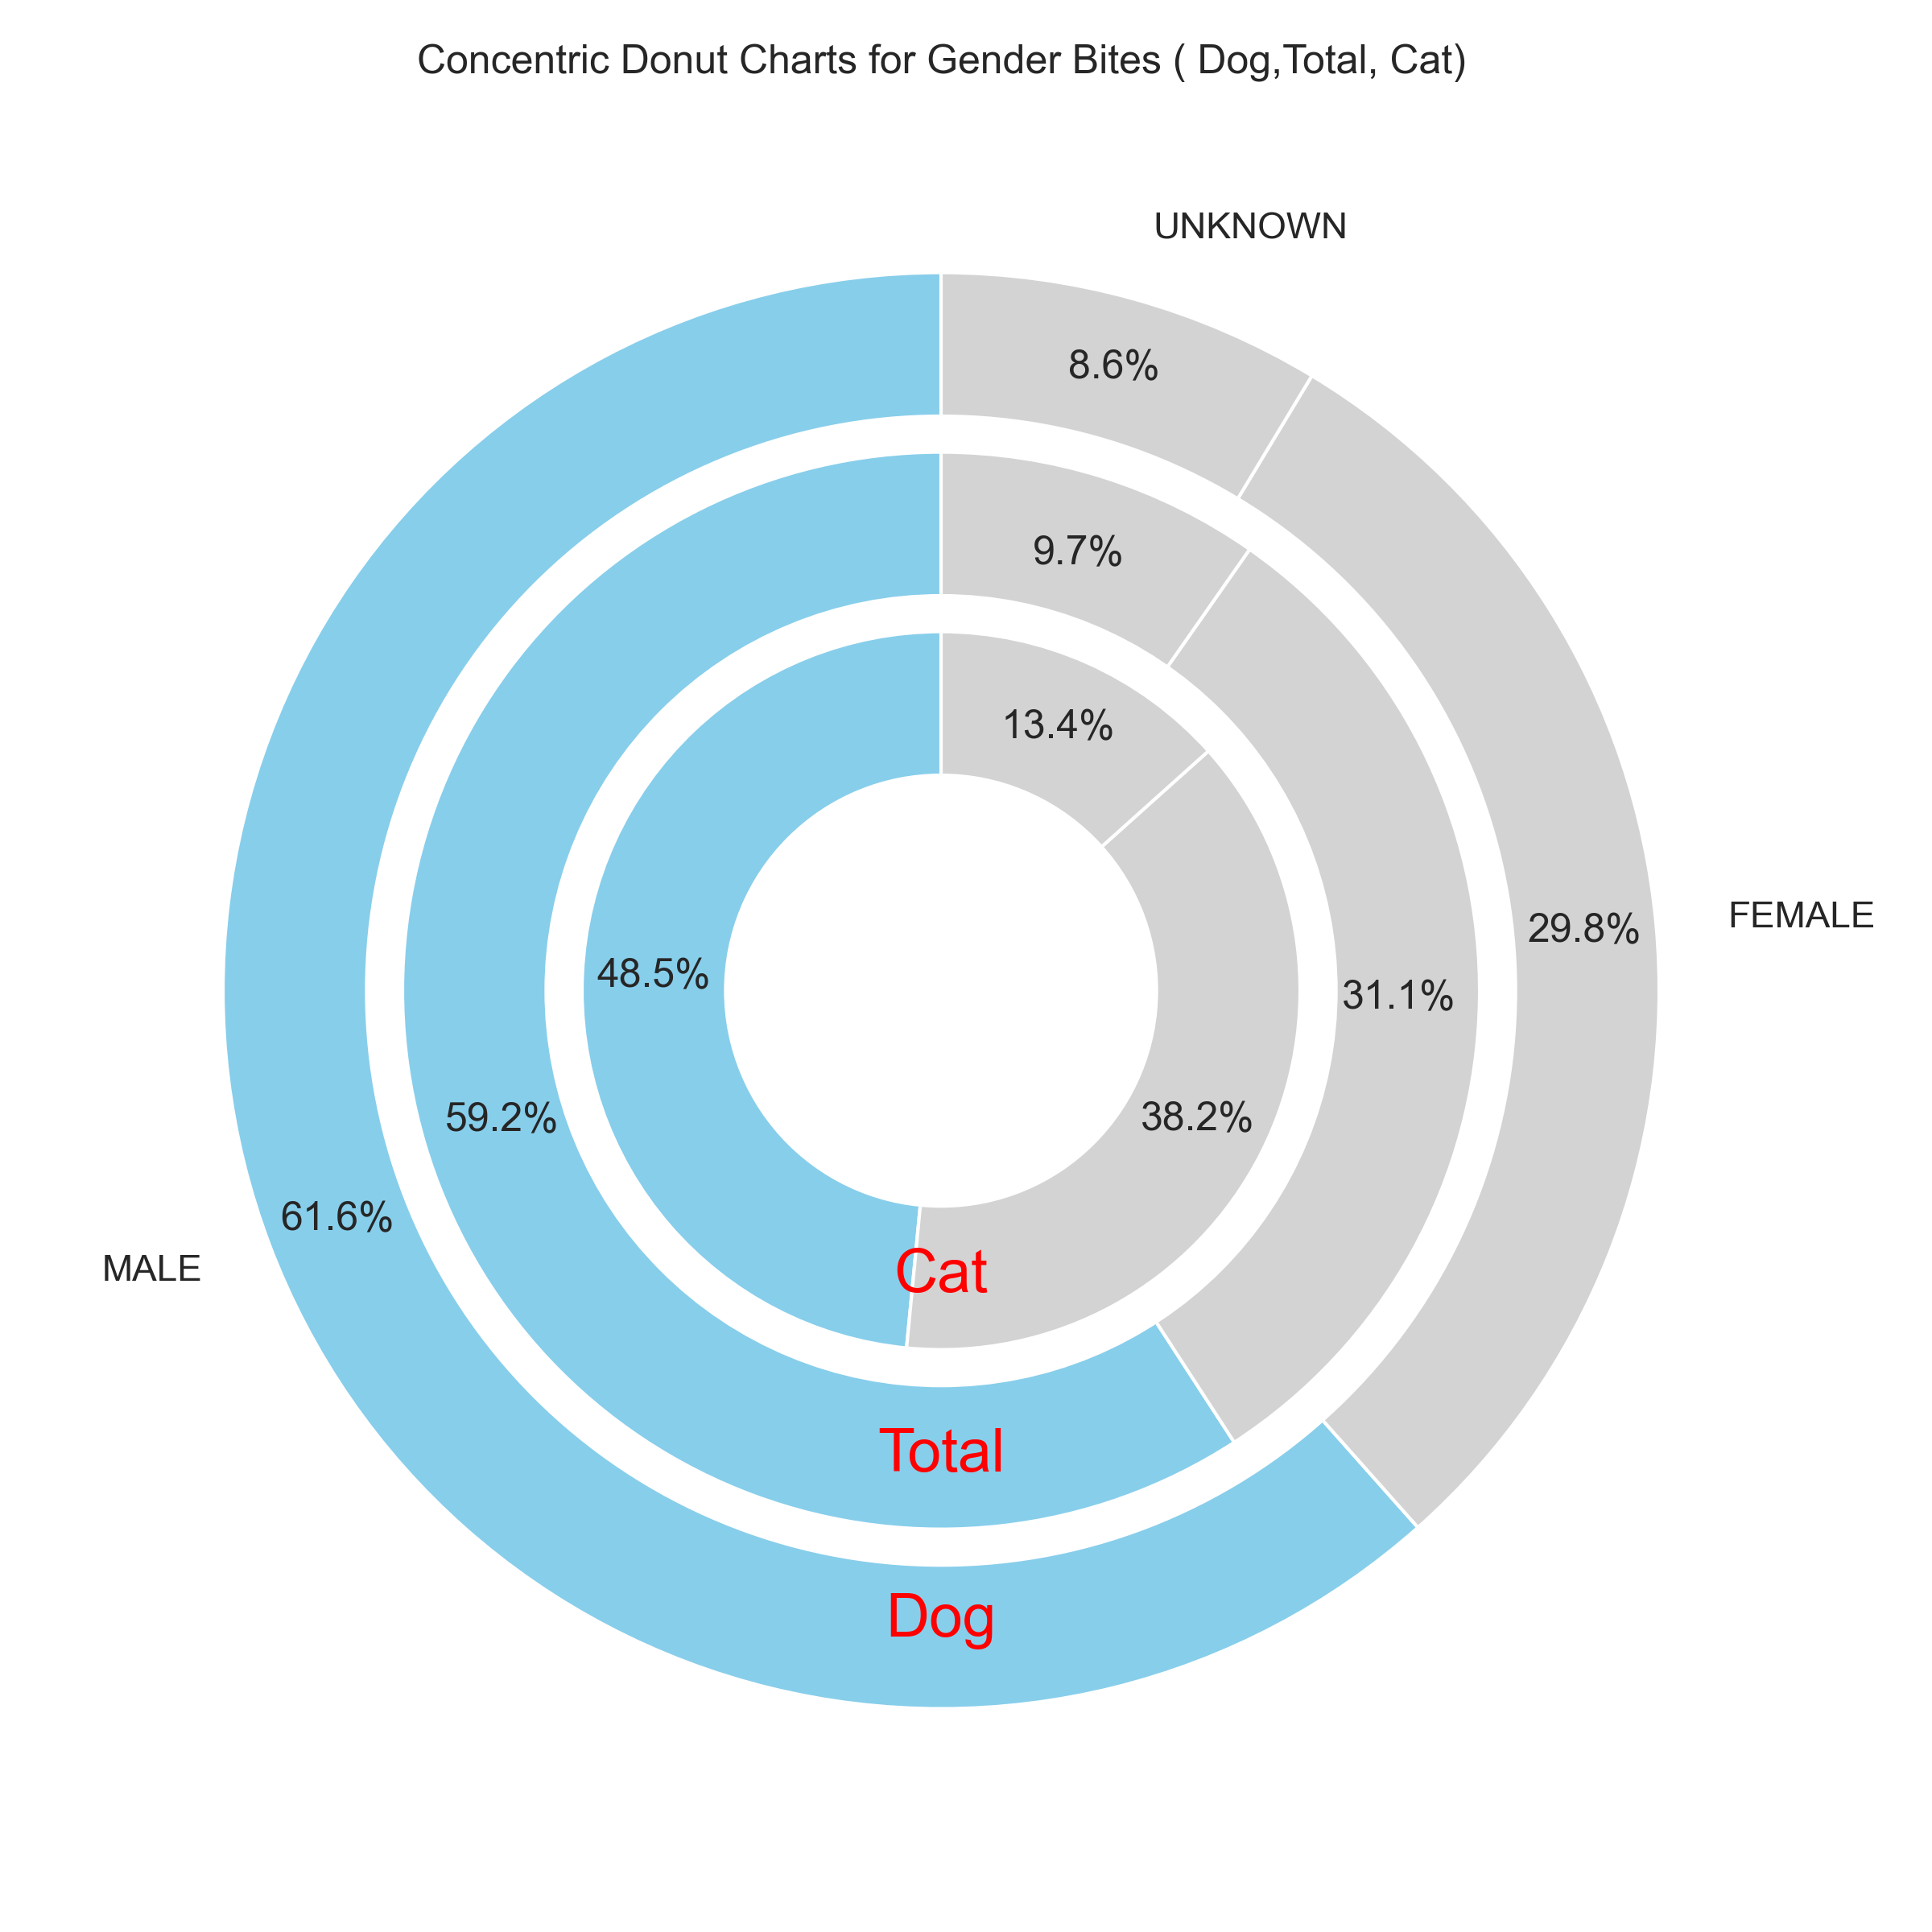 Concentric Donut Charts for Gender Bites ( Dog,Total, Cat)
UNKNOWN
8.6%
9.7%
13.4%
FEMALE
29.8%
48.5%
31.1%
59.2%
38.2%
61.6%
MALE
Cat
Total
Dog